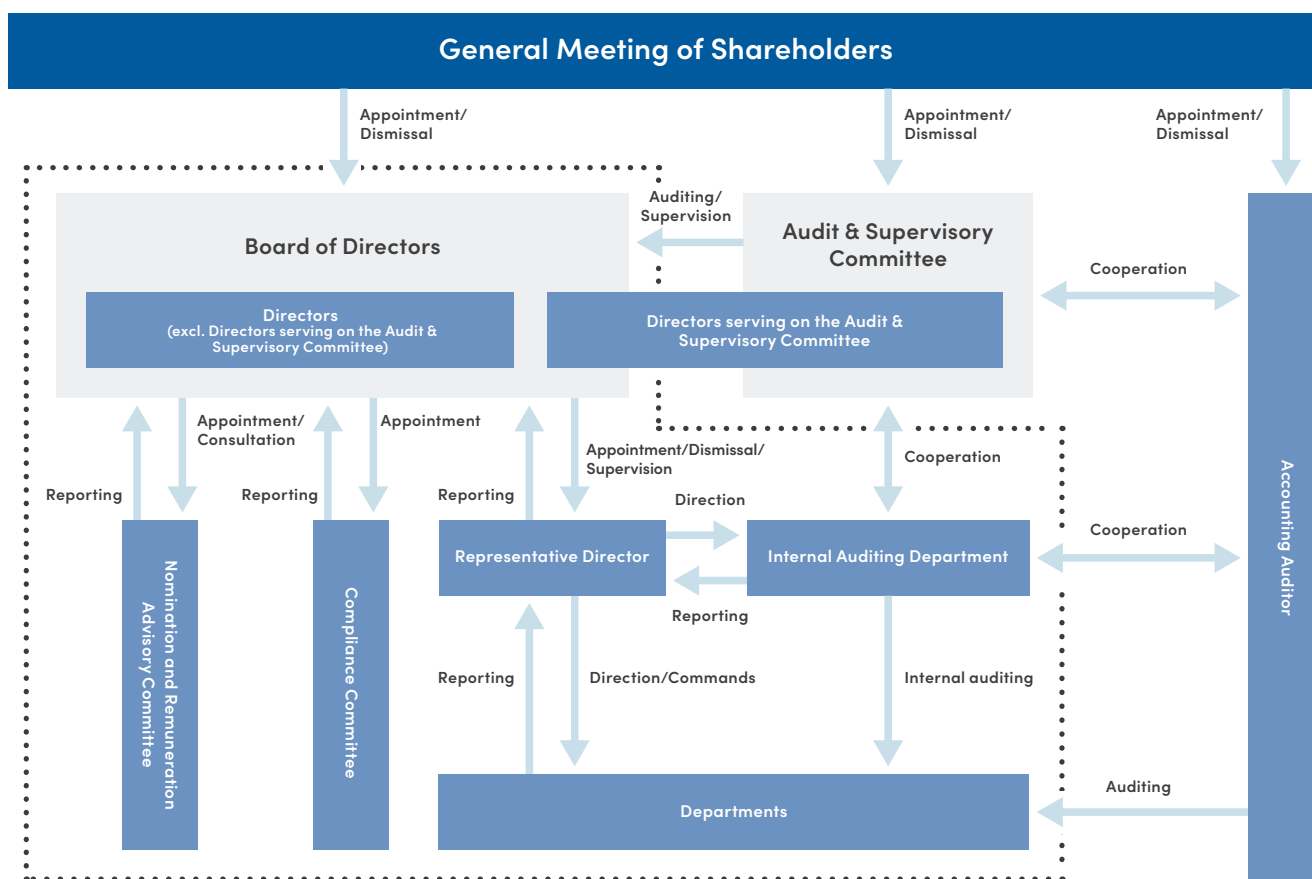 General Meeting of Shareholders
Appointment/
Dismissal
Appointment/
Dismissal
Appointment/
Dismissal
Board of Directors
Auditing/
Supervision
Audit & Supervisory
Committee
Cooperation
Directors
(excl. Directors serving on the Audit &
Supervisory Committee)
Directors serving on the Audit &
Supervisory Committee
Reporting
Appointment/
Consultation
Reporting
Appointment
Reporting
Appointment/Dismissal/
Supervision
Cooperation
Direction
Representative Director
Internal Auditing Department
Cooperation
Reporting
Nomination and Remuneration
Advisory Committee
Compliance Committee
Accounting Auditor
Reporting
Direction/Commands
Internal auditing
Departments
Auditing